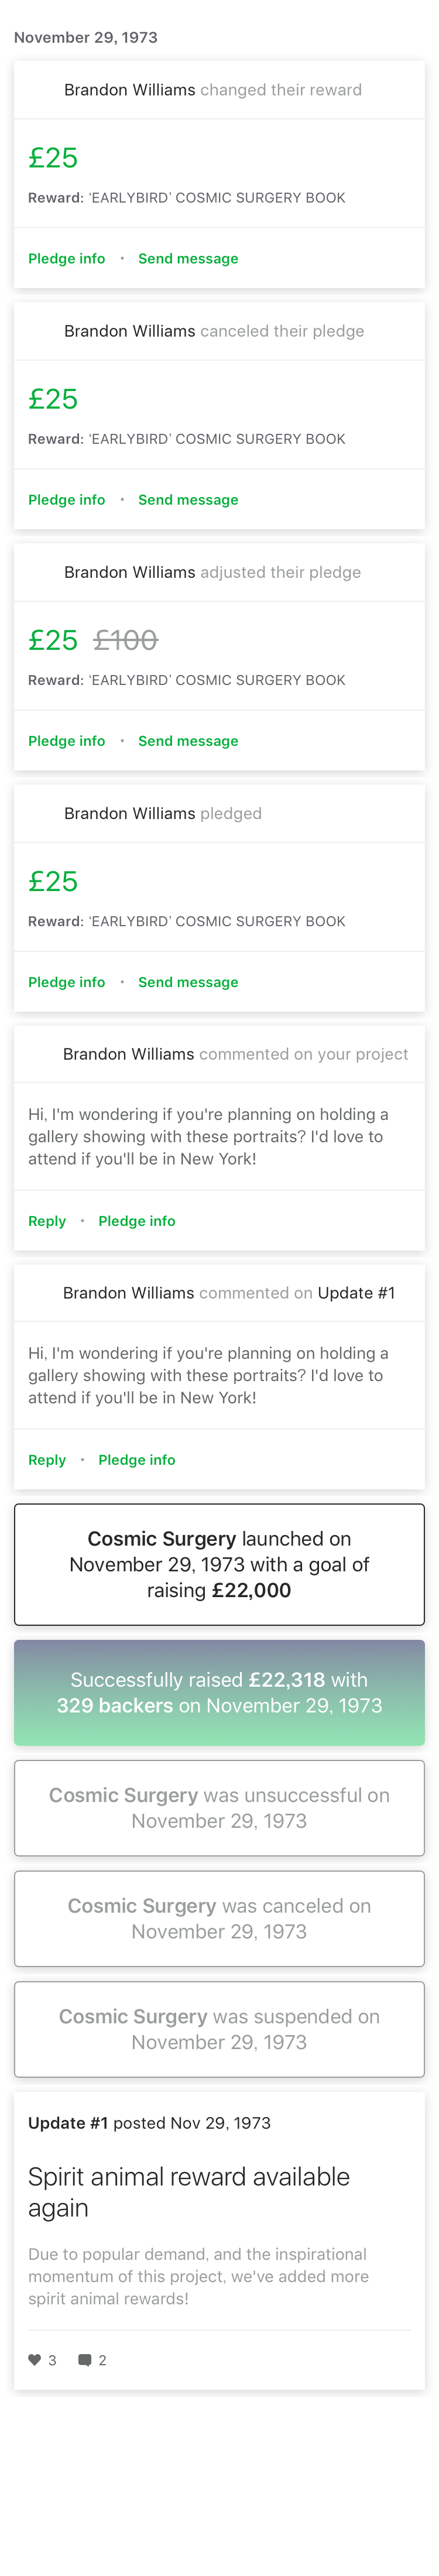 November 29, 1973
Brandon Williams changed their reward
£25
Reward: ‘EARLYBIRD’ COSMIC SURGERY BOOK
Pledge info • Send message
Brandon Williams canceled their pledge
£25
Reward: ‘EARLYBIRD’ COSMIC SURGERY BOOK
Pledge info • Send message
Brandon Williams adjusted their pledge
£25 £100
Reward: ‘EARLYBIRD’ COSMIC SURGERY BOOK
Pledge info • Send message
Brandon Williams pledged
£25
Reward: ‘EARLYBIRD’ COSMIC SURGERY BOOK
Pledge info • Send message
Brandon Williams commented on your project
Hi, I'm wondering if you're planning on holding a
gallery showing with these portraits? I'd love to
attend if you'll be in New York!
Reply • Pledge info
Brandon Williams commented on Update #1
Hi, I'm wondering if you're planning on holding a
gallery showing with these portraits? I'd love to
attend if you'll be in New York!
Reply • Pledge info
Cosmic Surgery launched on
November 29, 1973 with a goal of
raising £22,000
Successfully raised £22,318 with
329 backers on November 29, 1973
Cosmic Surgery was unsuccessful on
November 29, 1973
Cosmic Surgery was canceled on
November 29, 1973
Cosmic Surgery was suspended on
November 29, 1973
Update #1 posted Nov 29, 1973
Spirit animal reward available
again
Due to popular demand, and the inspirational
momentum of this project, we've added more
spirit animal rewards!
3 2